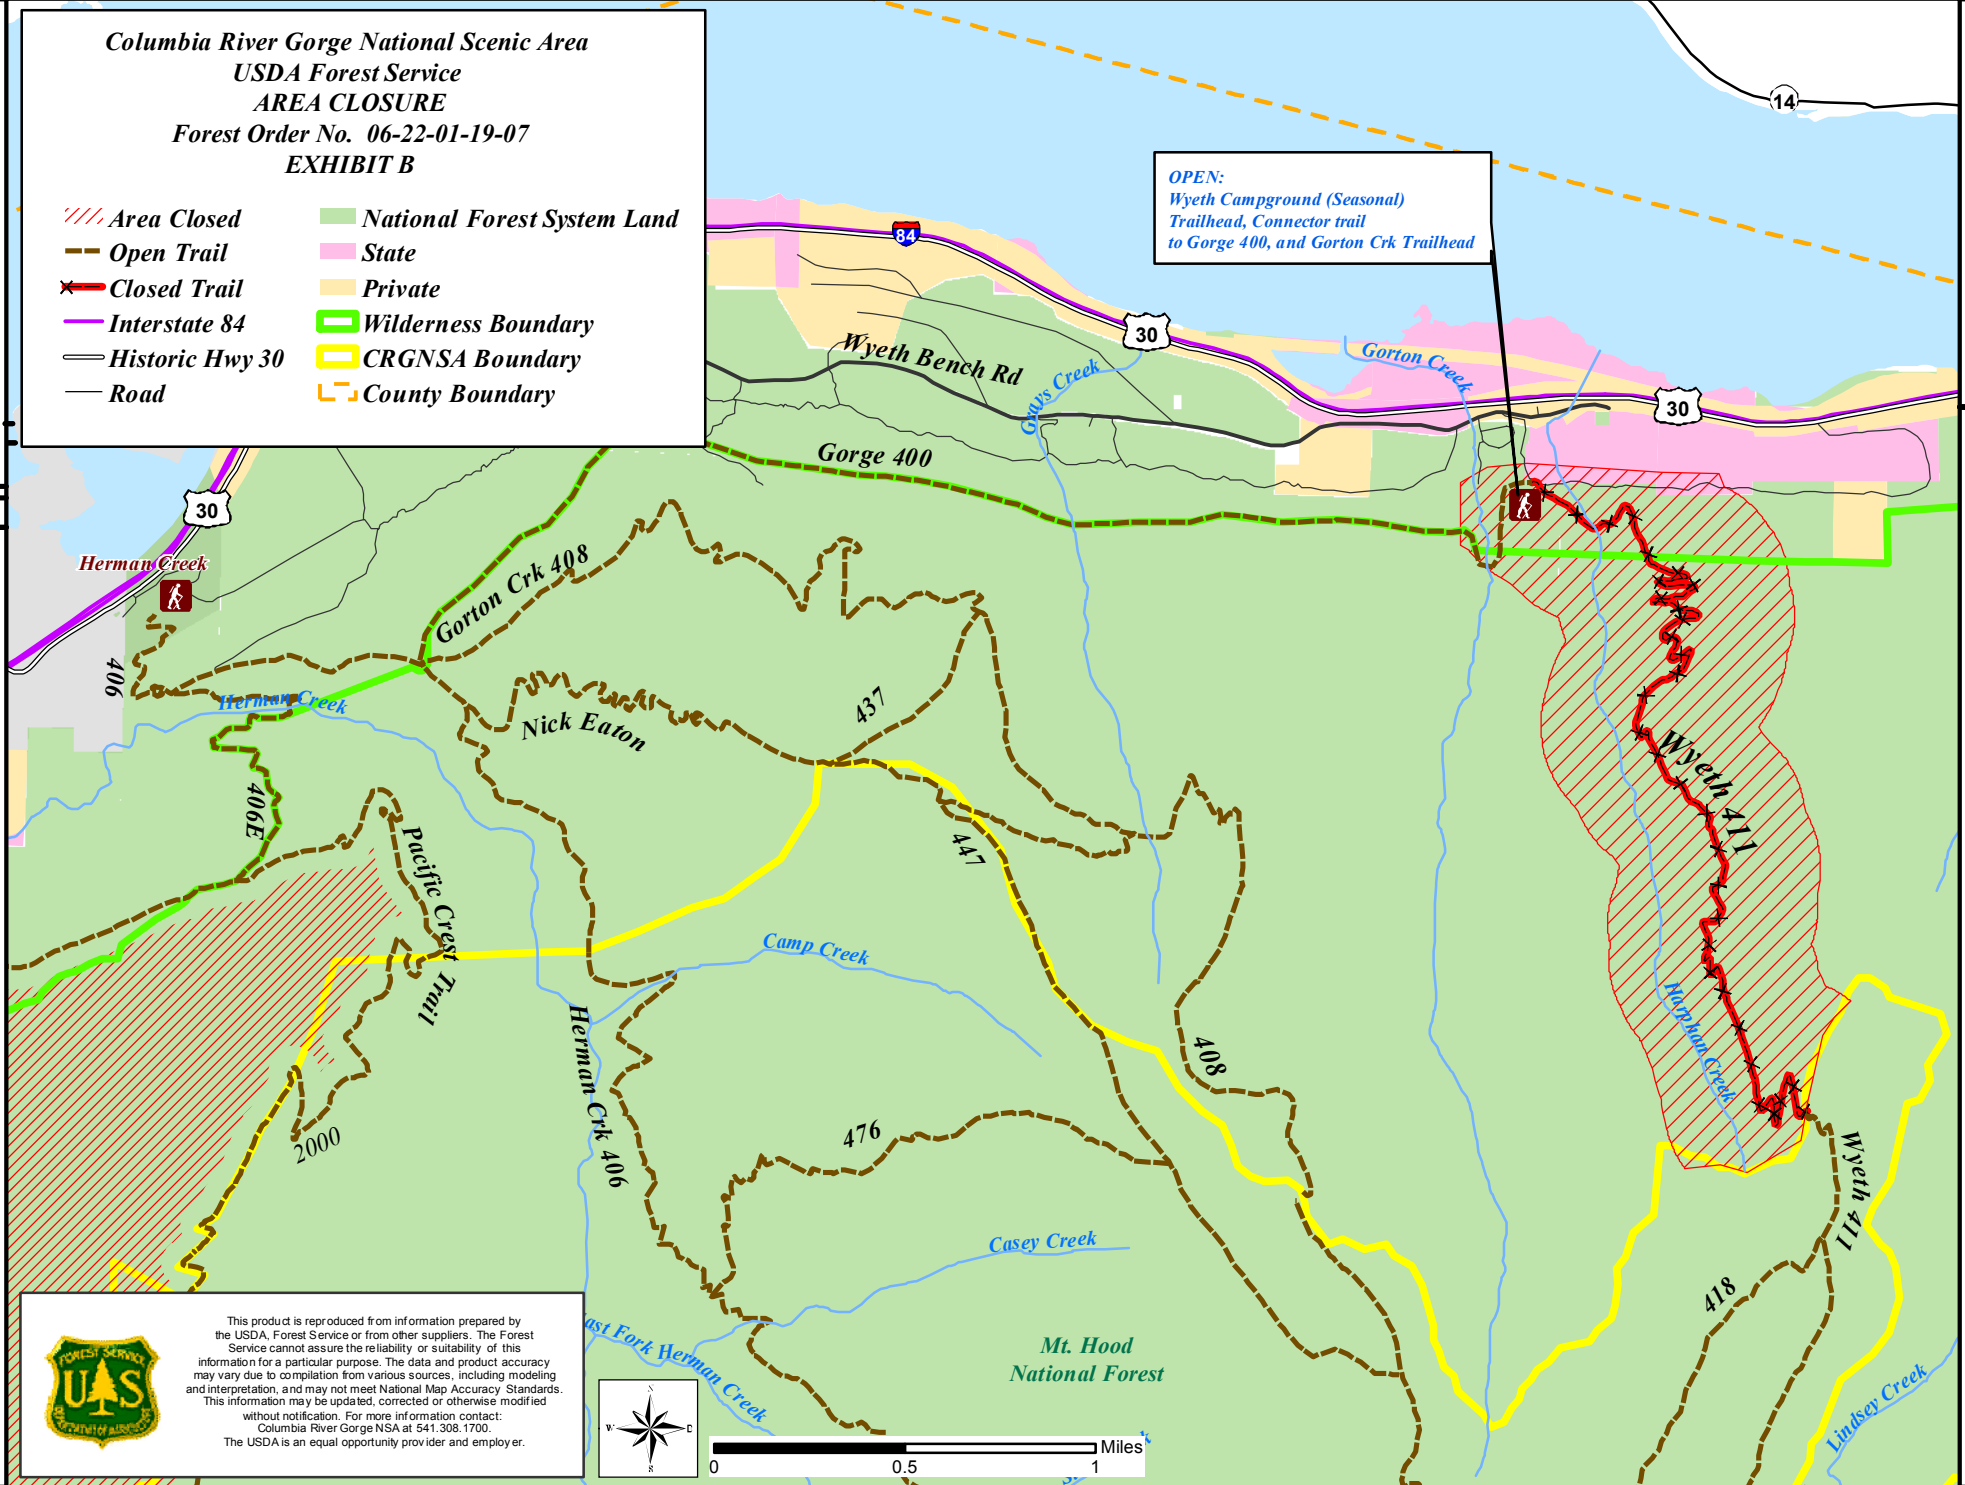 Columbia River Gorge National Scenic Area
USDA Forest Service
AREA CLOSURE
Forest Order No. 06-22-01-19-07
EXHIBIT B
Area Closed
Open Trail
Closed Trail
Interstate 84
Historic Hwy 30
Road
National Forest System Land
State
Private
Wilderness Boundary
CRGNSA Boundary
County Boundary
14
OPEN:
Wyeth Campground (Seasonal)
Trailhead, Connector trail
to Gorge 400, and Gorton Crk Trailhead
84
30
Wyeth Bench Rd
Grays Creek
Gorton Creek
30
Gorge 400
30
Herman Creek
Gorton Crk 408
406
Herman Creek
Nick Eaton
437
Wyeth 411
406E
Pacific Crest Trail
447
Camp Creek
Herman Crk 406
408
Harphan Creek
2000
476
Wyeth 411
Casey Creek
418
Mt. Hood
National Forest
ast Fork Herman Creek
Lindsey Creek
FOREST SERVICE
US
DEPARTMENT OF AGRICULTURE
This product is reproduced from information prepared by
the USDA, Forest Service or from other suppliers. The Forest
Service cannot assure the reliability or suitability of this
information for a particular purpose. The data and product accuracy
may vary due to compilation from various sources, including modeling
and interpretation, and may not meet National Map Accuracy Standards.
This information may be updated, corrected or otherwise modified
without notification. For more information contact:
Columbia River Gorge NSA at 541.308.1700.
The USDA is an equal opportunity provider and employer.
N
W
E
S
Miles
0 0.5 1